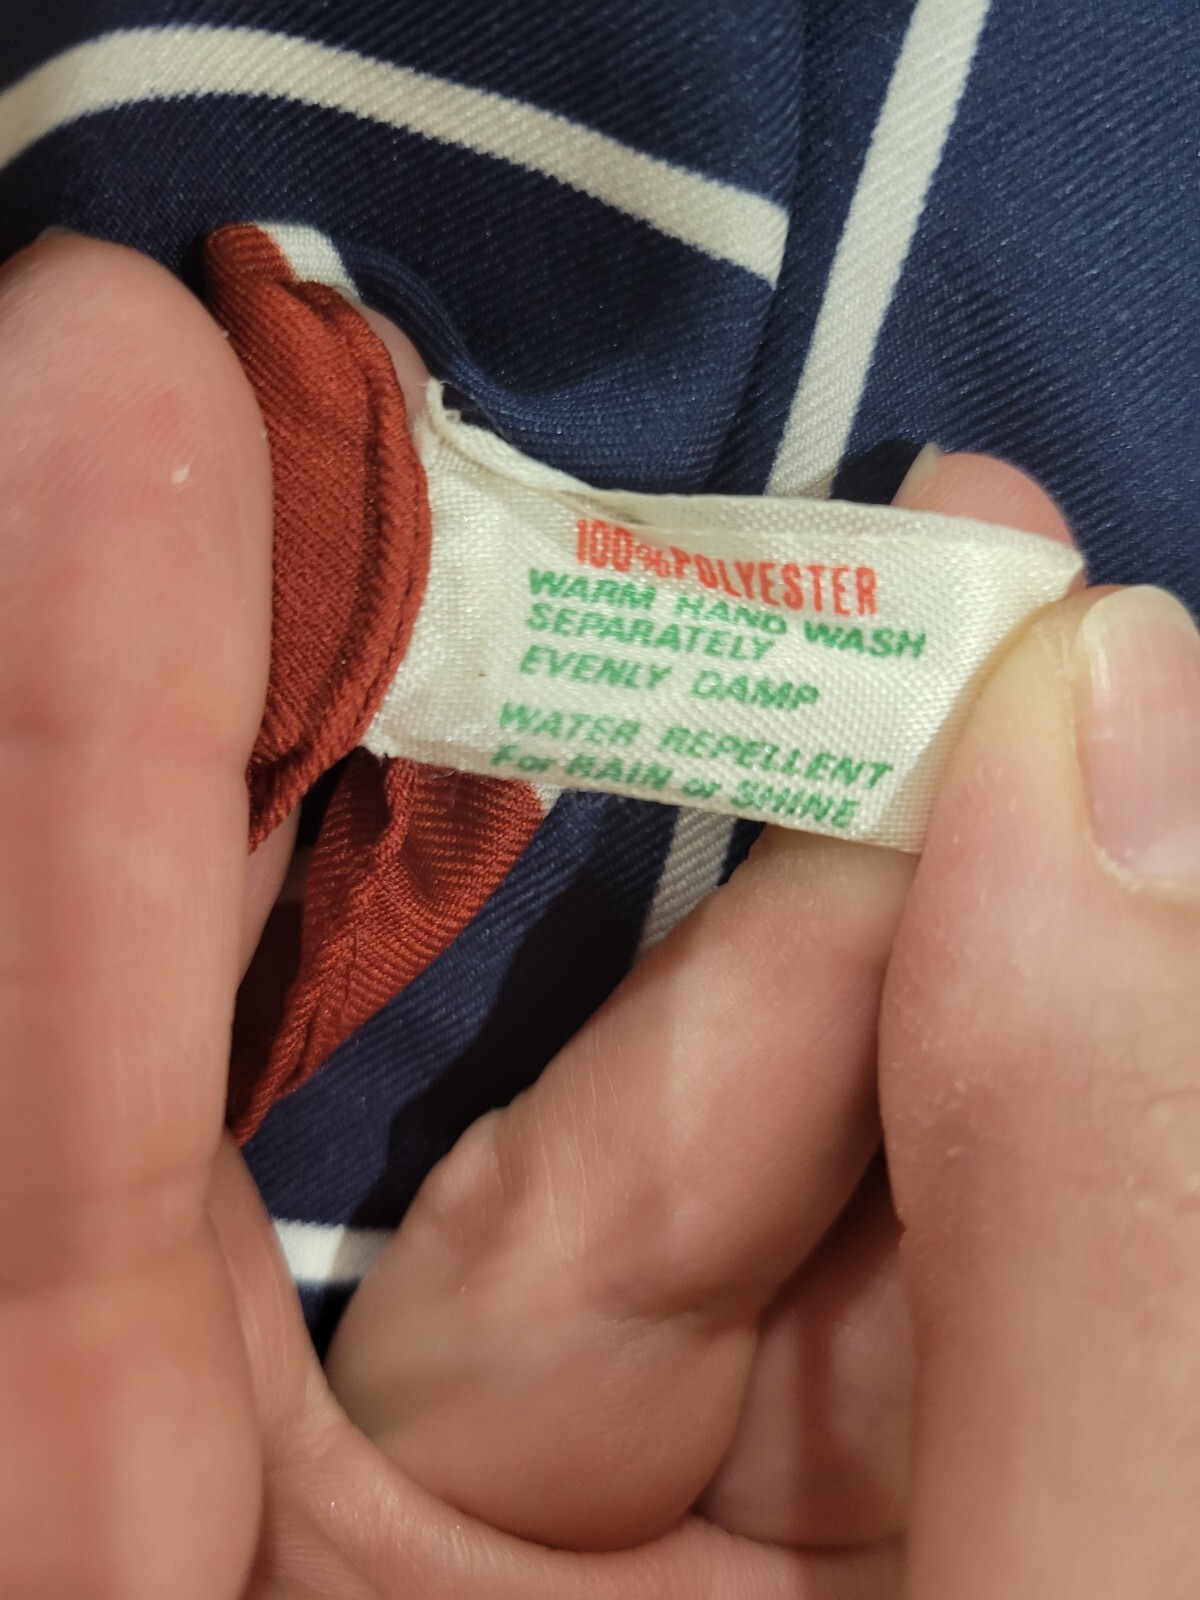 100% POLYESTER
WARM HAND WASH
SEPARATELY
EVENLY DAMP
WATER REPELLENT
For RAIN or SHINE